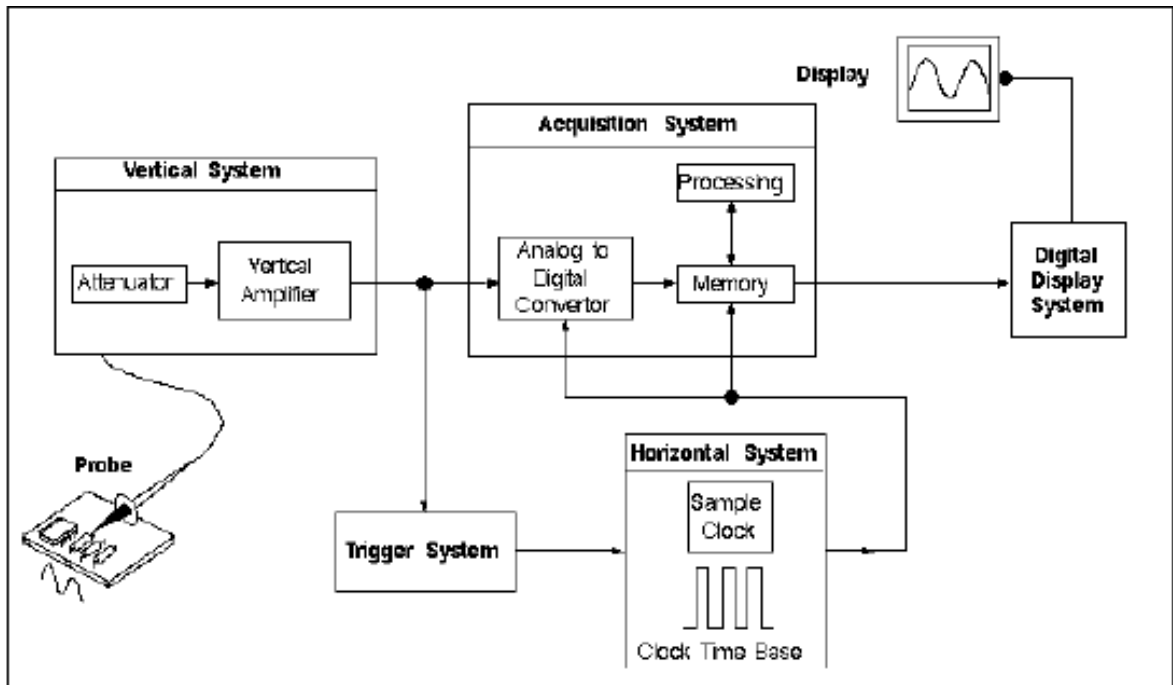 Display
Acquisition System
Vertical System
Processing
Attenuator
Vertical
Amplifier
Analog to
Digital
Convertor
Memory
Digital
Display
System
Probe
Horizontal System
Sample
Clock
Trigger System
Clock Time Base